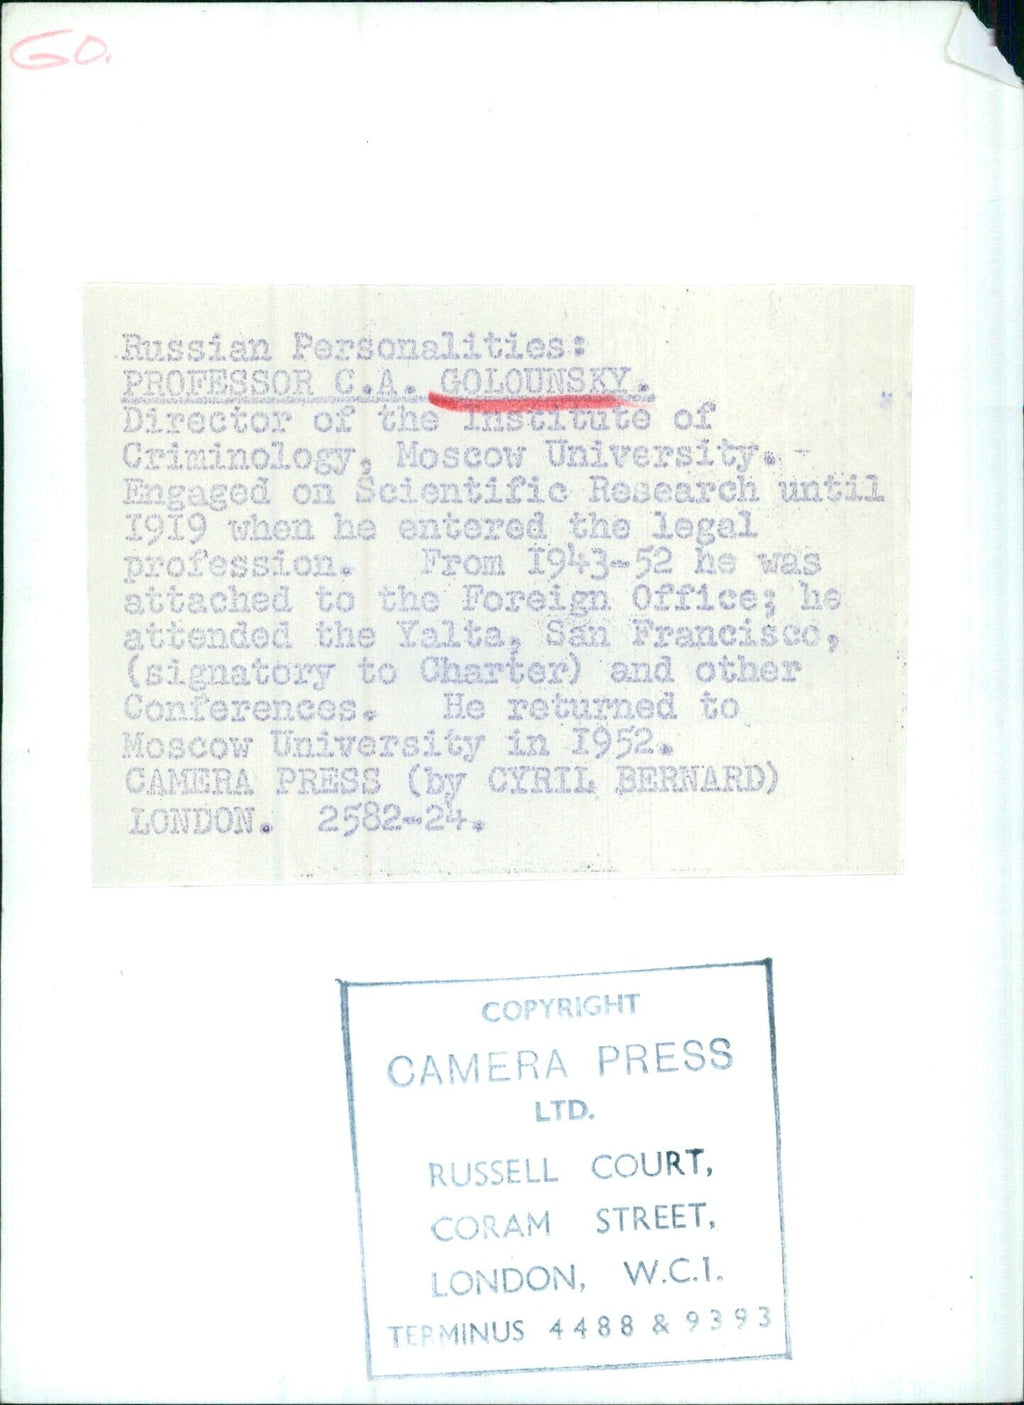 GO.
Russian Personalities:
PROFESSOR C.A. GOLOUNSKY.
Director of the Institute of
Criminology, Moscow University. -
Engaged on Scientific Research until
1919 when he entered the legal
profession. From 1943-52 he was
attached to the Foreign Office; he
attended the Yalta, San Francisco,
(signatory to Charter) and other
Conferences. He returned to
Moscow University in 1952.
CAMERA PRESS (by CYRIL BERNARD)
LONDON. 2582-24.
COPYRIGHT
CAMERA PRESS
LTD.
RUSSELL COURT,
CORAM STREET,
LONDON, W.C.1.
TERMINUS 4488 & 9393